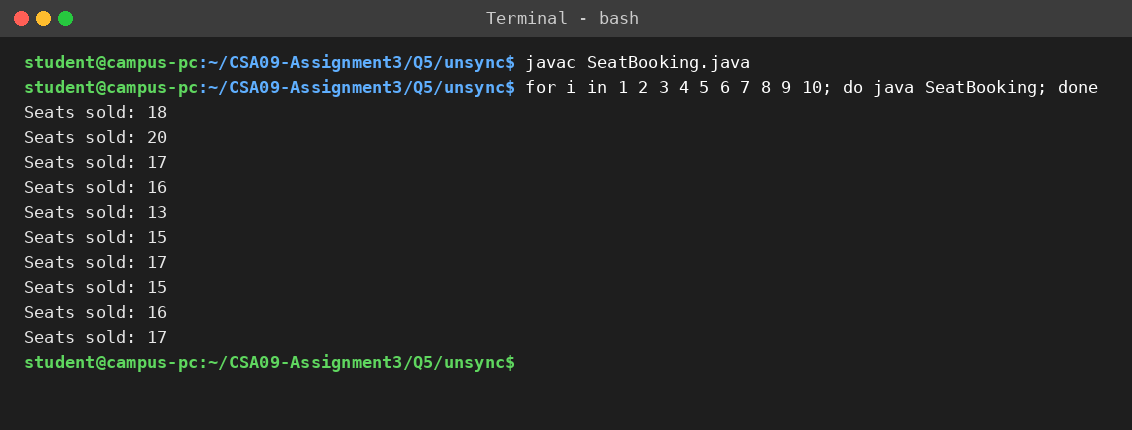 Terminal - bash
student@campus-pc:~/CSA09-Assignment3/Q5/unsync$ javac SeatBooking.java
student@campus-pc:~/CSA09-Assignment3/Q5/unsync$ for i in 1 2 3 4 5 6 7 8 9 10; do java SeatBooking; done
Seats sold: 18
Seats sold: 20
Seats sold: 17
Seats sold: 16
Seats sold: 13
Seats sold: 15
Seats sold: 17
Seats sold: 15
Seats sold: 16
Seats sold: 17
student@campus-pc:~/CSA09-Assignment3/Q5/unsync$